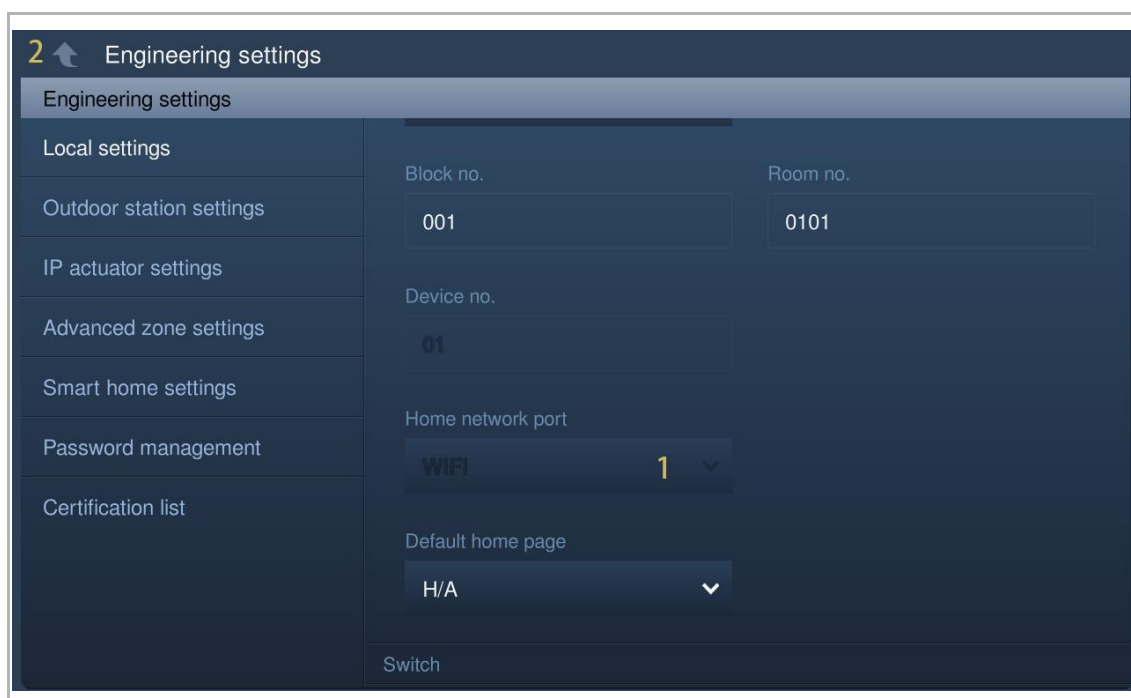 2 Engineering settings
Engineering settings
Local settings
Outdoor station settings
IP actuator settings
Advanced zone settings
Smart home settings
Password management
Certification list
Block no. Room no.
001 0101
Device no.
01
Home network port
WIFI 1
Default home page
H/A
Switch